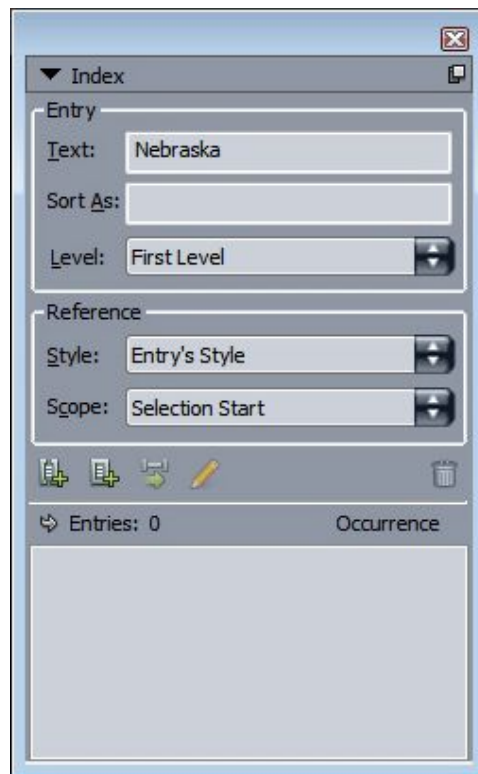 Index
Entry
Text: Nebraska
Sort As:
Level: First Level
Reference
Style: Entry's Style
Scope: Selection Start
Entries: 0 Occurrence